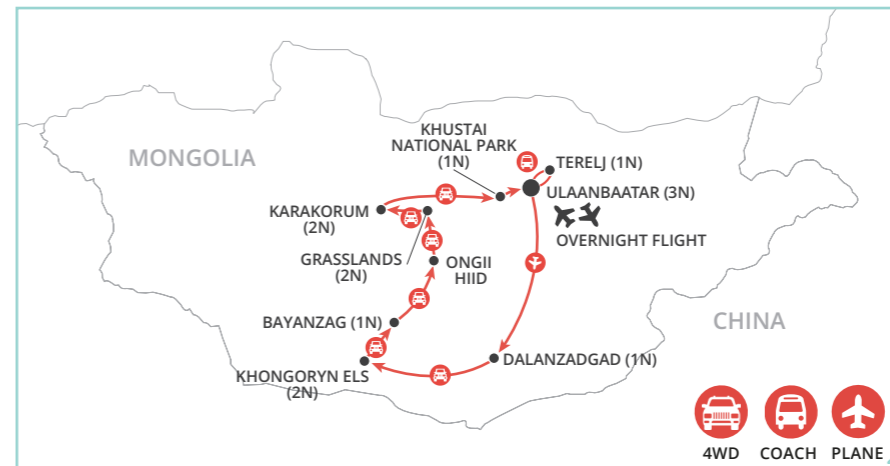 KHUSTAI
NATIONAL PARK
(1N)
TERELJ (1N)
MONGOLIA
ULAANBAATAR (3N)
KARAKORUM
(2N)
OVERNIGHT FLIGHT
GRASSLANDS
(2N)
ONGII
HIID
BAYANZAG (1N)
CHINA
DALANZADGAD (1N)
KHONGORYN ELS
(2N)
4WD
COACH
PLANE